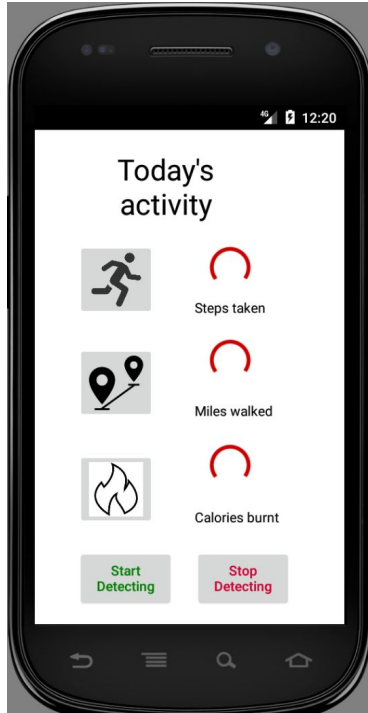 4G 12:20
Today's
activity
Steps taken
Miles walked
Calories burnt
Start
Detecting
Stop
Detecting